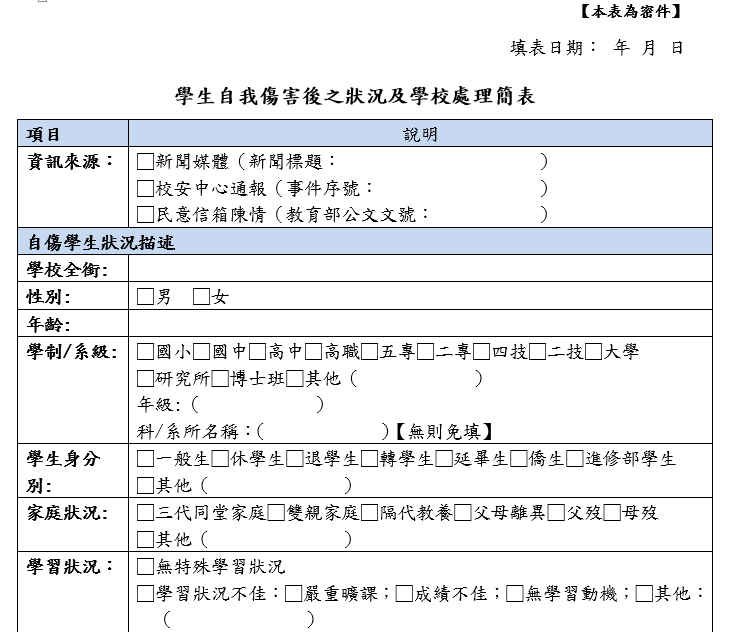 【本表為密件】
填表日期： 年 月 日
學生自我傷害後之狀況及學校處理簡表
項目 說明
資訊來源： □新聞媒體（新聞標題： ）
□校安中心通報（事件序號： ）
□民意信箱陳情（教育部公文文號： ）
自傷學生狀況描述
學校全銜:
性別: □男 □女
年齡:
學制/系級: □國小□國中□高中□高職□五專□二專□四技□二技□大學
□研究所□博士班□其他（ ）
年級:（ ）
科/系所名稱：( )【無則免填】
學生身分 □一般生□休學生□退學生□轉學生□延畢生□僑生□進修部學生
別: □其他（ ）
家庭狀況: □三代同堂家庭□雙親家庭□隔代教養□父母離異□父歿□母歿
□其他（ ）
學習狀況： □無特殊學習狀況
□學習狀況不佳：□嚴重曠課；□成績不佳；□無學習動機；□其他：
（ ）